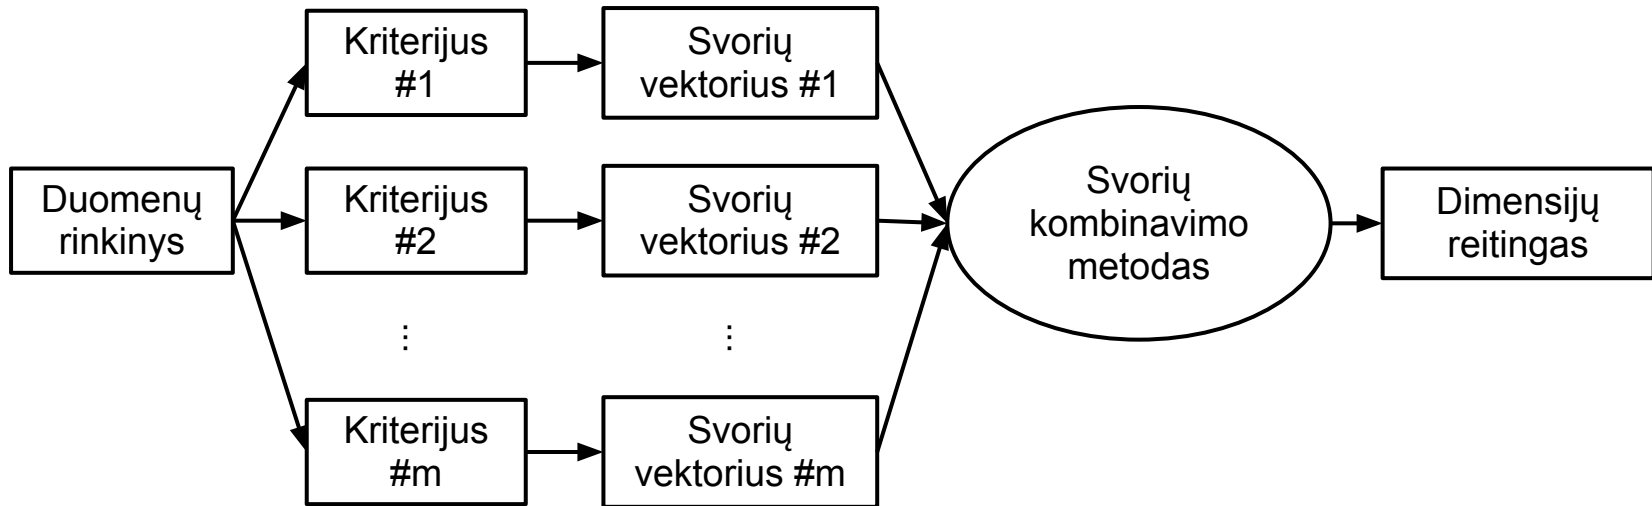 Duomenų
rinkinys
Kriterijus
#1
Svorių
vektorius #1
Kriterijus
#2
Svorių
vektorius #2
⋮
⋮
Kriterijus
#m
Svorių
vektorius #m
Svorių
kombinavimo
metodas
Dimensijų
reitingas